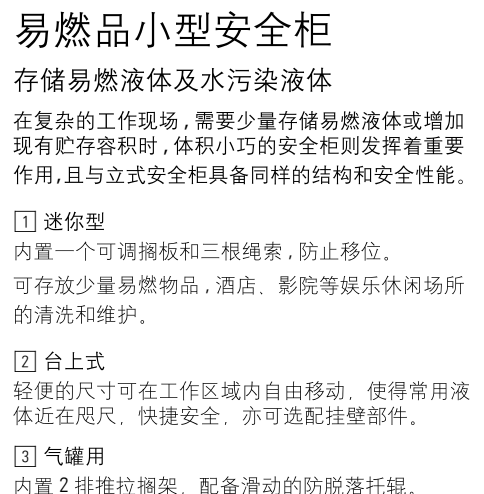 易燃品小型安全柜
存储易燃液体及水污染液体
在复杂的工作现场,需要少量存储易燃液体或增加
现有贮存容积时,体积小巧的安全柜则发挥着重要
作用,且与立式安全柜具备同样的结构和安全性能。
1 迷你型
内置一个可调搁板和三根绳索,防止移位。
可存放少量易燃物品,酒店、影院等娱乐休闲场所
的清洗和维护。
2 台上式
轻便的尺寸可在工作区域内自由移动，使得常用液
体近在咫尺，快捷安全，亦可选配挂壁部件。
3 气罐用
内置 2 排推拉搁架，配备滑动的防脱落托辊。